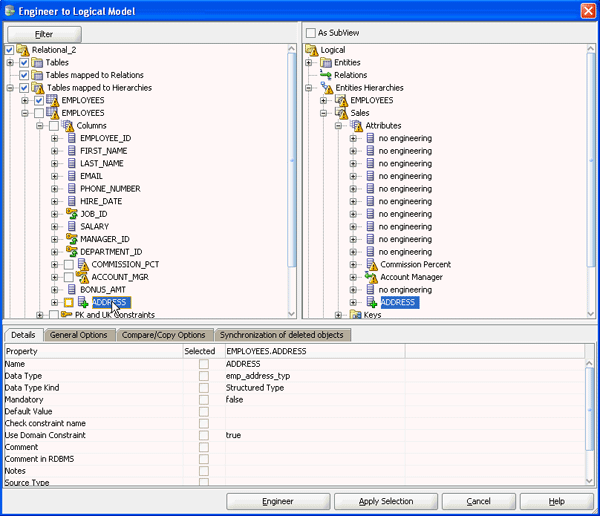 Engineer to Logical Model
Filter
As SubView
Relational_2
Tables
Tables mapped to Relations
Tables mapped to Hierarchies
EMPLOYEES
EMPLOYEES
Columns
EMPLOYEE_ID
FIRST_NAME
LAST_NAME
EMAIL
PHONE_NUMBER
HIRE_DATE
JOB_ID
SALARY
MANAGER_ID
DEPARTMENT_ID
COMMISSION_PCT
ACCOUNT_MGR
BONUS_AMT
ADDRESS
PK and UK Constraints
Logical
Entities
Relations
Entities Hierarchies
EMPLOYEES
Sales
Attributes
no engineering
no engineering
no engineering
no engineering
no engineering
no engineering
no engineering
no engineering
no engineering
no engineering
Commission Percent
Account Manager
no engineering
ADDRESS
Keys
Details General Options Compare/Copy Options Synchronization of deleted objects
Property Selected EMPLOYEES.ADDRESS
Name ADDRESS
Data Type emp_address_typ
Data Type Kind Structured Type
Mandatory false
Default Value
Check constraint name
Use Domain Constraint true
Comment
Comment in RDBMS
Notes
Source Type
Engineer Apply Selection Cancel Help